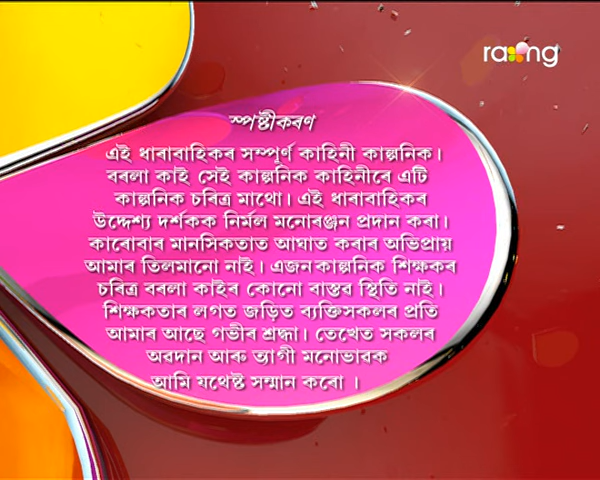 rang
স্পষ্টীকৰণ
এই ধাৰাবাহিকৰ সম্পূৰ্ণ কাহিনী কাল্পনিক।
বৰলা কাই সেই কাল্পনিক কাহিনীৰে এটি
কাল্পনিক চৰিত্ৰ মাথো। এই ধাৰাবাহিকৰ
উদ্দেশ্য দৰ্শকক নিৰ্মল মনোৰঞ্জন প্ৰদান কৰা।
কাৰোবাৰ মানসিকতাত আঘাত কৰাৰ অভিপ্ৰায়
আমাৰ তিলমানো নাই। এজন কাল্পনিক শিক্ষকৰ
চৰিত্ৰ বৰলা কাইৰ কোনো বাস্তৱ স্থিতি নাই।
শিক্ষকতাৰ লগত জড়িত ব্যক্তিসকলৰ প্ৰতি
আমাৰ আছে গভীৰ শ্ৰদ্ধা। তেখেত সকলৰ
অৱদান আৰু ত্যাগী মনোভাবক
আমি যথেষ্ট সন্মান কৰো ।